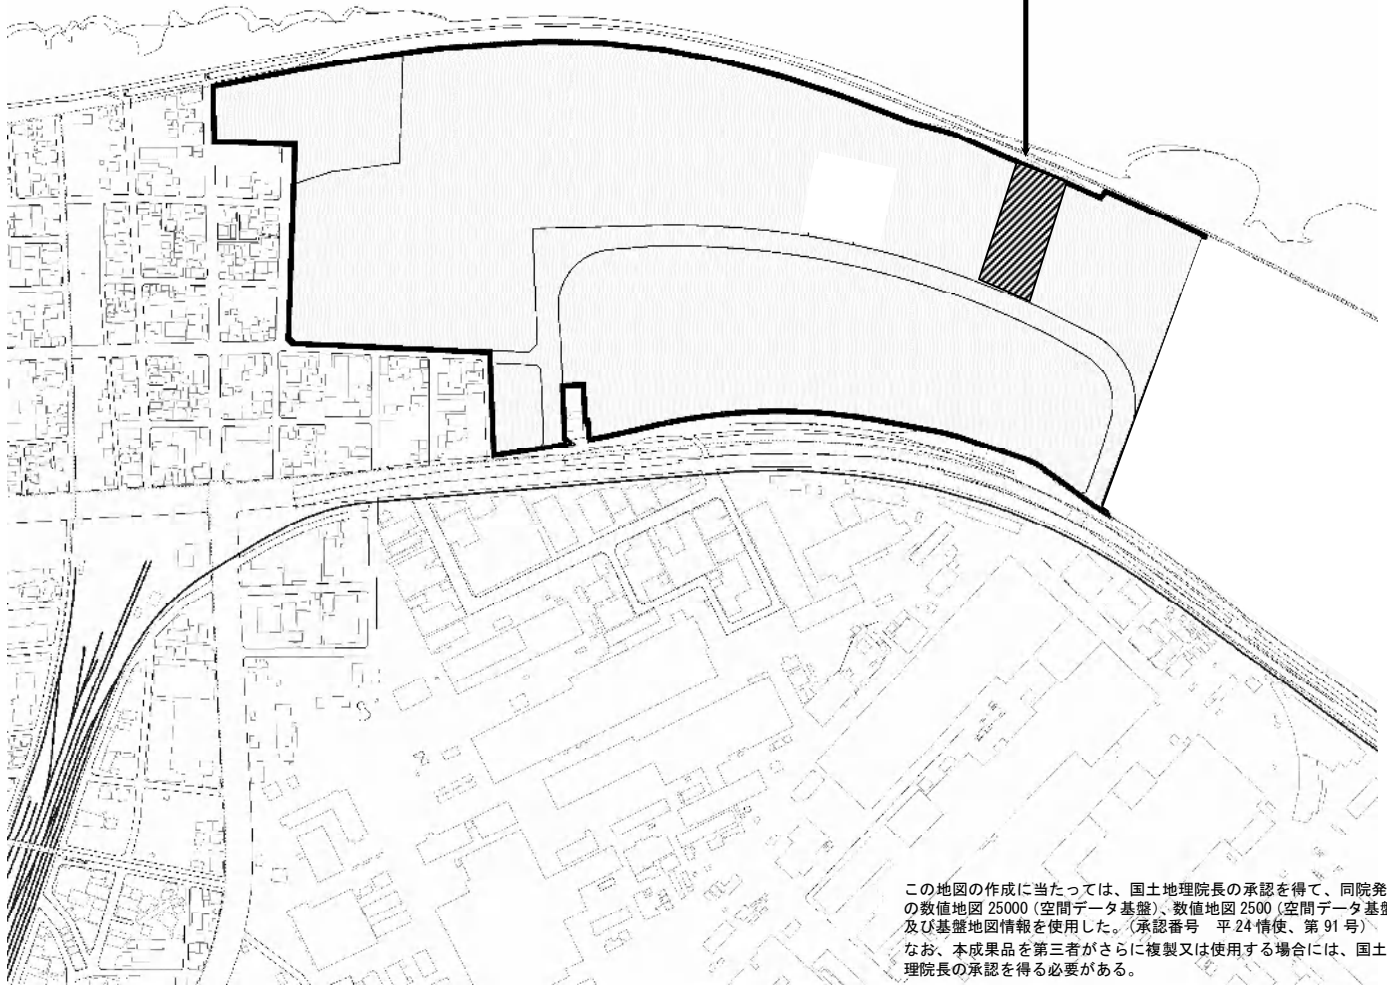 この地図の作成に当たっては、国土地理院長の承認を得て、同院発
の数値地図 25000（空間データ基盤）、数値地図 2500（空間データ基盤
及び基盤地図情報を使用した。（承認番号　平 24 情使、第 91 号）
なお、本成果品を第三者がさらに複製又は使用する場合には、国土
理院長の承認を得る必要がある。